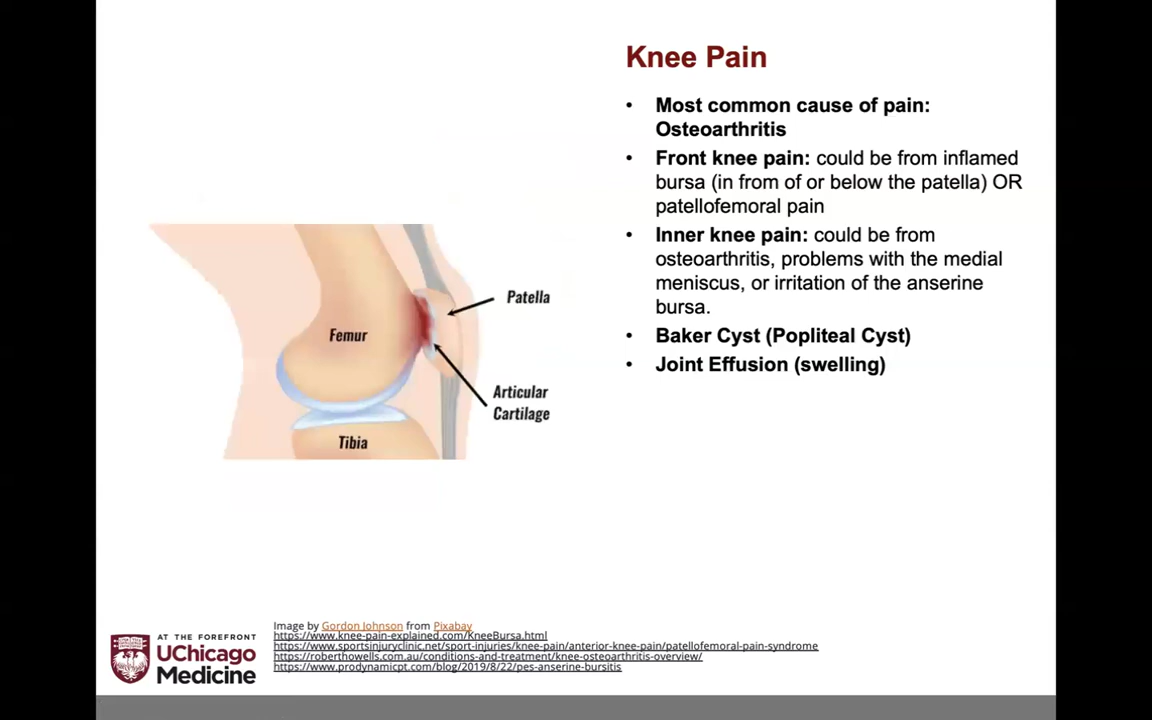 Knee Pain
• Most common cause of pain:
Osteoarthritis
• Front knee pain: could be from inflamed
bursa (in from of or below the patella) OR
patellofemoral pain
• Inner knee pain: could be from
osteoarthritis, problems with the medial
meniscus, or irritation of the anserine
bursa.
• Baker Cyst (Popliteal Cyst)
• Joint Effusion (swelling)
Patella
Femur
Articular
Cartilage
Tibia
Image by Gordon Johnson from Pixabay
https://www.knee-pain-explained.com/KneeBursa.html
https://www.sportsinjuryclinic.net/sport-injuries/knee-pain/anterior-knee-pain/patellofemoral-pain-syndrome
https://roberthowells.com.au/conditions-and-treatment/knee-osteoarthritis-overview/
https://www.prodynamicpt.com/blog/2019/8/22/pes-anserine-bursitis
AT THE FOREFRONT
UChicago
Medicine